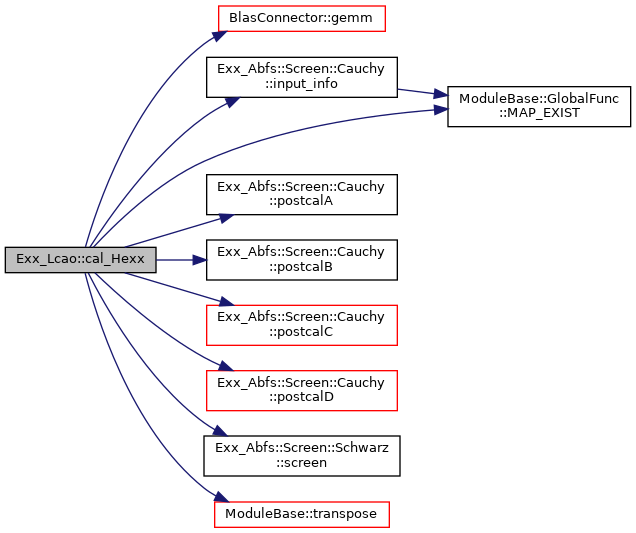 BlasConnector::gemm
Exx_Abfs::Screen::Cauchy
::input_info
ModuleBase::GlobalFunc
::MAP_EXIST
Exx_Abfs::Screen::Cauchy
::postcalA
Exx_Lcao::cal_Hexx
Exx_Abfs::Screen::Cauchy
::postcalB
Exx_Abfs::Screen::Cauchy
::postcalC
Exx_Abfs::Screen::Cauchy
::postcalD
Exx_Abfs::Screen::Schwarz
::screen
ModuleBase::transpose